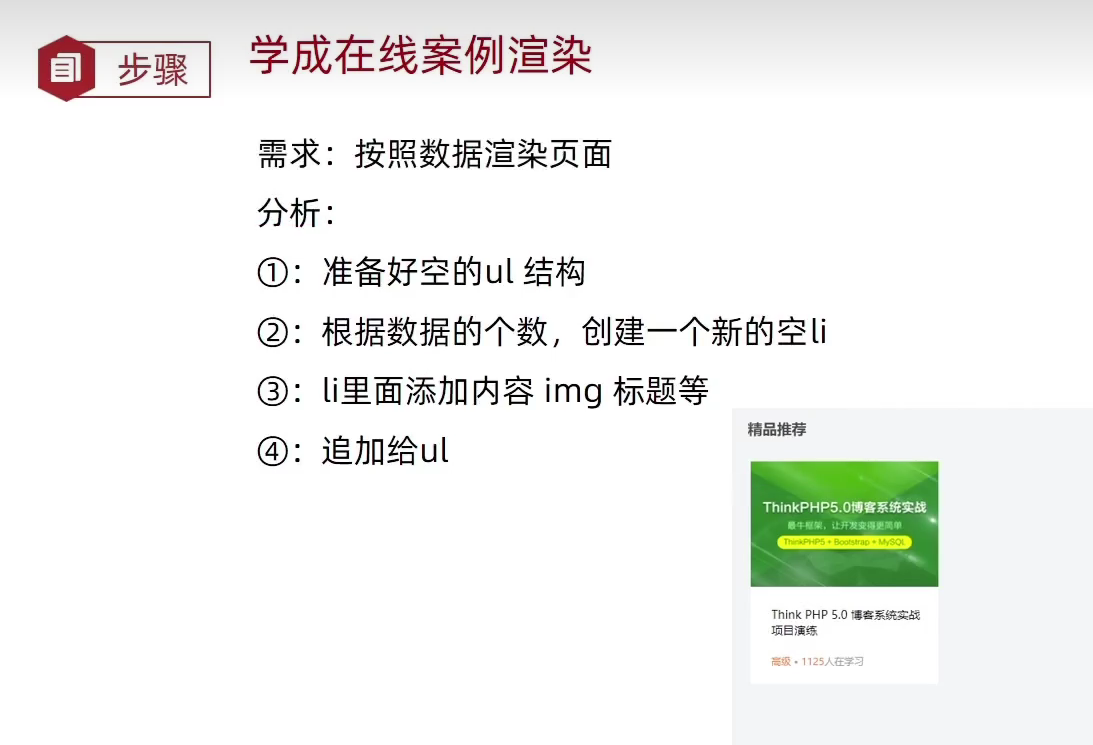 步骤
学成在线案例渲染
需求：按照数据渲染页面
分析：
①：准备好空的ul 结构
②：根据数据的个数，创建一个新的空li
③：li里面添加内容 img 标题等
④：追加给ul
精品推荐
ThinkPHP5.0博客系统实战
最牛框架，让开发变得更简单
ThinkPHP5 + Bootstrap + MySQL
Think PHP 5.0 博客系统实战
项目演练
高级 • 1125人在学习